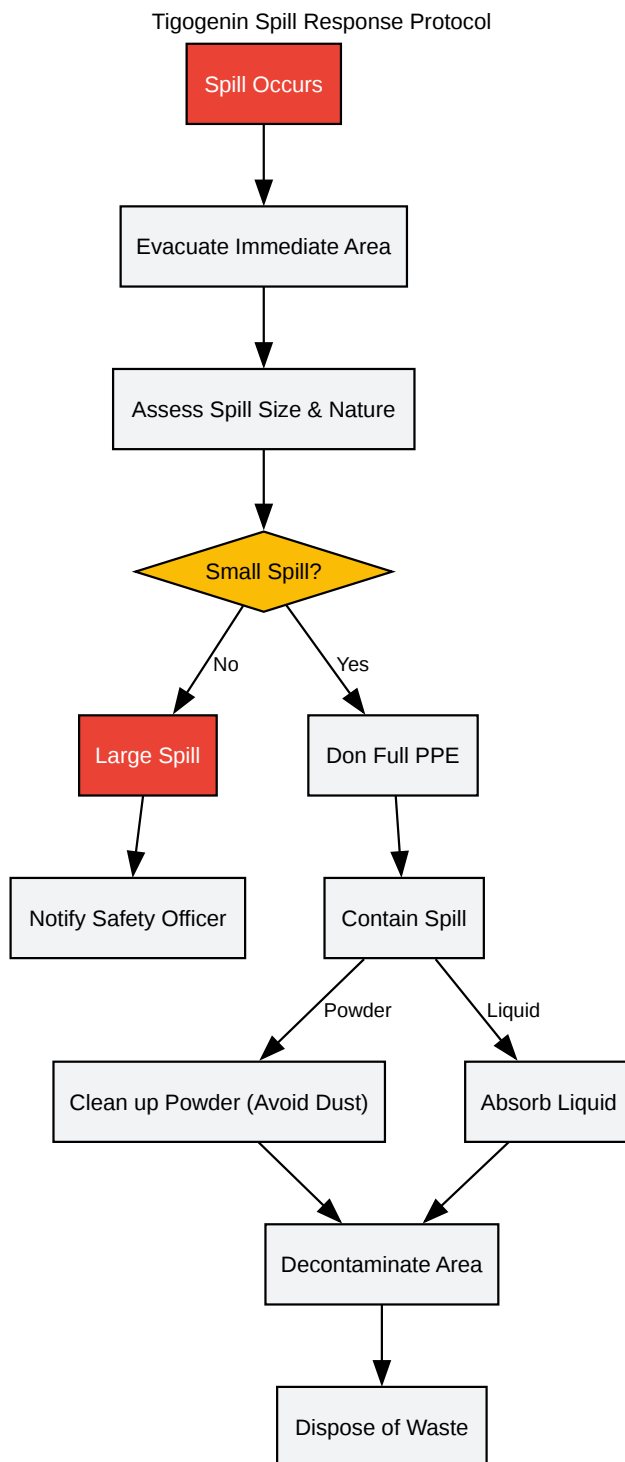 Tigogenin Spill Response Protocol
Spill Occurs
Evacuate Immediate Area
Assess Spill Size & Nature
Small Spill?
No
Yes
Large Spill
Don Full PPE
Notify Safety Officer
Contain Spill
Powder
Liquid
Clean up Powder (Avoid Dust)
Absorb Liquid
Decontaminate Area
Dispose of Waste